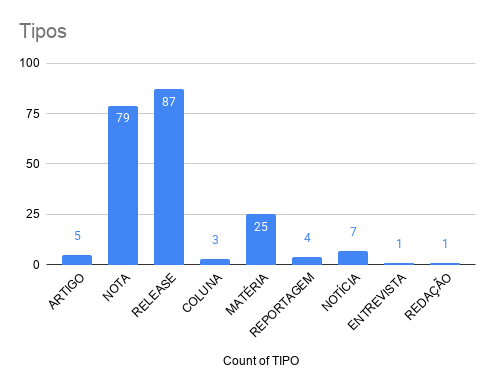 Tipos
100
75
50
25
0
5
79
87
3
25
4
7
1
1
ARTIGO
NOTA
RELEASE
COLUNA
MATÉRIA
REPORTAGEM
NOTÍCIA
ENTREVISTA
REDAÇÃO
Count of TIPO